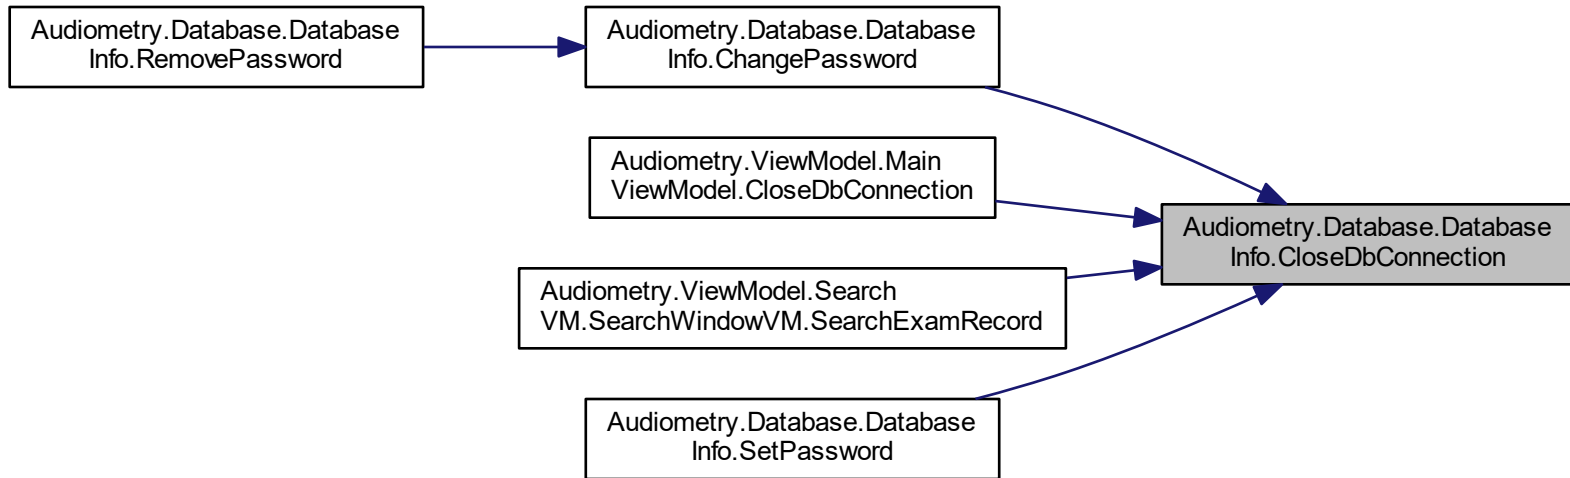 Audiometry.Database.Database
Info.RemovePassword
Audiometry.Database.Database
Info.ChangePassword
Audiometry.ViewModel.Main
ViewModel.CloseDbConnection
Audiometry.Database.Database
Info.CloseDbConnection
Audiometry.ViewModel.Search
VM.SearchWindowVM.SearchExamRecord
Audiometry.Database.Database
Info.SetPassword